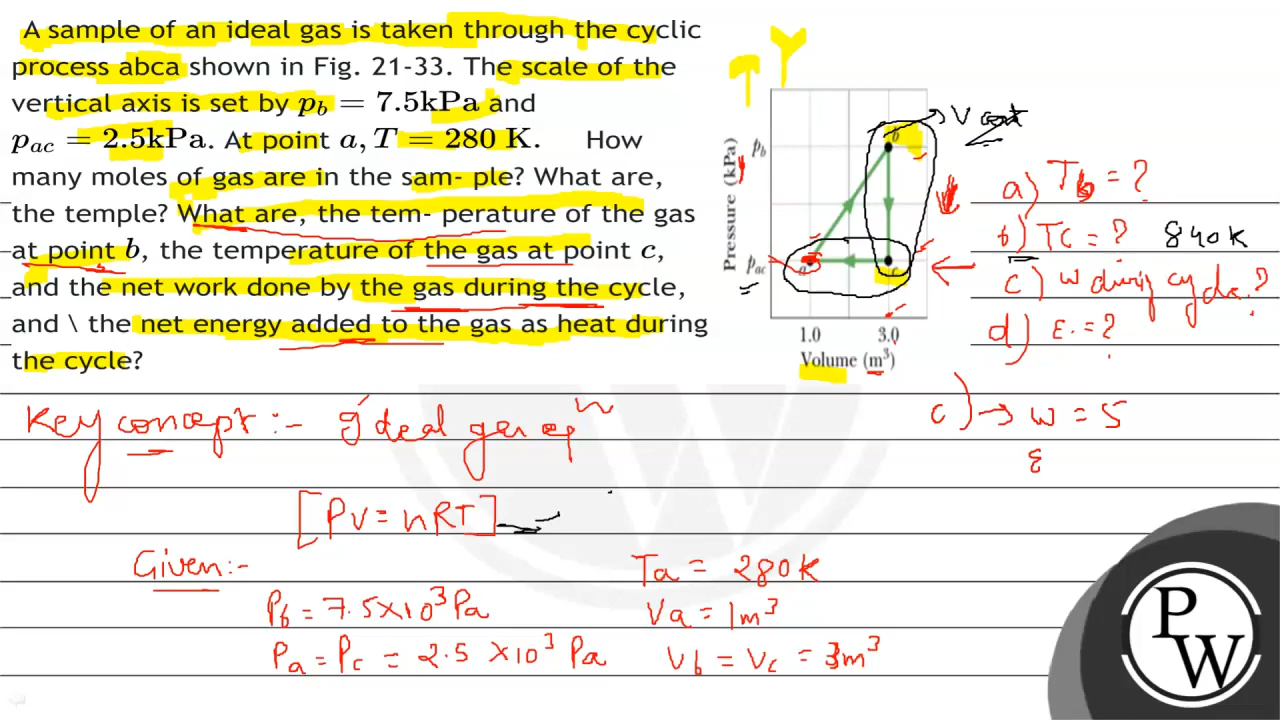 A sample of an ideal gas is taken through the cyclic
process abca shown in Fig. 21-33. The scale of the
vertical axis is set by p_b = 7.5kPa and
p_ac = 2.5kPa. At point a, T = 280 K. How
many moles of gas are in the sam- ple? What are,
the temple? What are, the tem- perature of the gas
at point b, the temperature of the gas at point c,
and the net work done by the gas during the cycle,
and \ the net energy added to the gas as heat during
the cycle?
Pressure (kPa)
p_b
p_ac
b
a
c
1.0
3.0
Volume (m³)
V
a) T_b = ?
b) T_C = ? 840 K
c) W during cycle ?
d) E. = ?
Key concept :-
[PV = nRT]
c) → W = 5
Given :-
P_b = 7.5 × 10³ Pa
P_a = P_c = 2.5 × 10³ Pa
T_a = 280 K
V_a = 1 m³
V_b = V_c = 3 m³
P
W